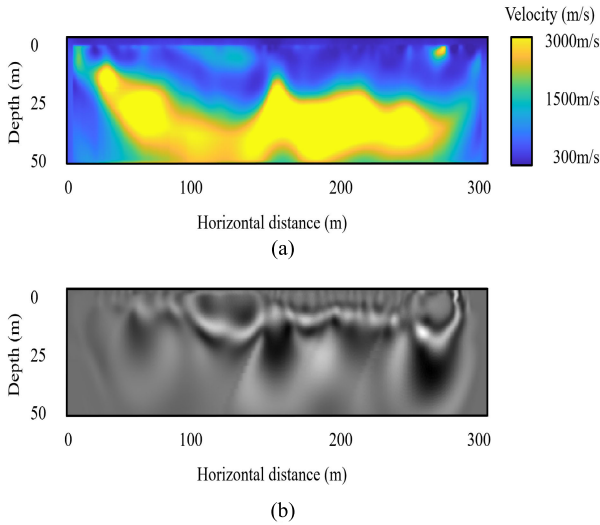 Velocity (m/s)
(a)
0
25
50
Depth (m)
3000m/s
1500m/s
300m/s
0 100 200 300
Horizontal distance (m)
(a)
0
25
50
Depth (m)
0 100 200 300
Horizontal distance (m)
(b)